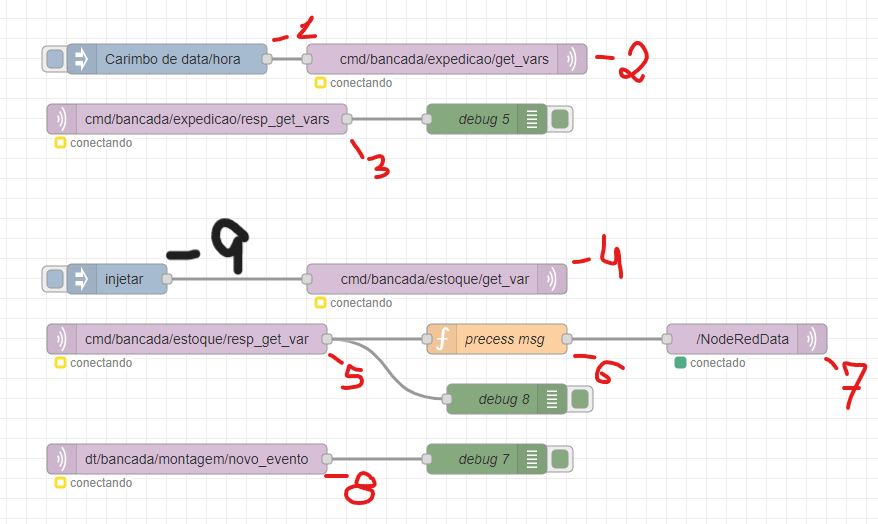 Carimbo de data/hora -1 cmd/bancada/expedicao/get_vars -2
conectando
cmd/bancada/expedicao/resp_get_vars debug 5
conectando -3
injetar -9 cmd/bancada/estoque/get_var -4
conectando
cmd/bancada/estoque/resp_get_var precess msg /NodeRedData
conectando -5 -6 conectado -7
debug 8
dt/bancada/montagem/novo_evento debug 7
conectando -8